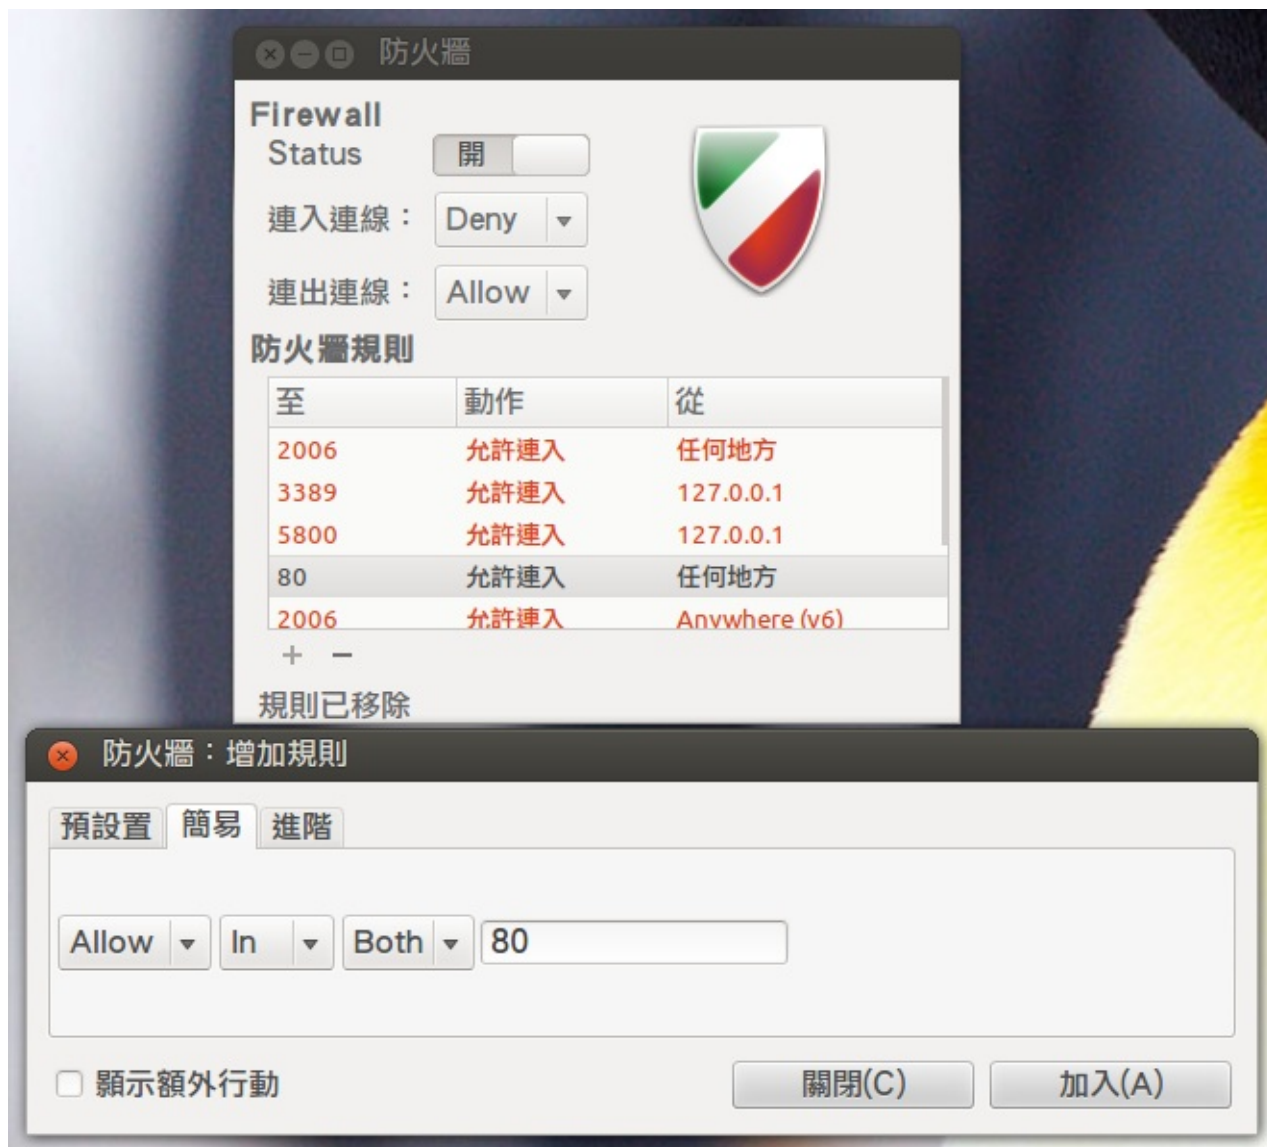 防火牆
Firewall
Status 開
連入連線： Deny
連出連線： Allow
防火牆規則
至 動作 從
2006 允許連入 任何地方
3389 允許連入 127.0.0.1
5800 允許連入 127.0.0.1
80 允許連入 任何地方
2006 允許連入 Anywhere (v6)
+ −
規則已移除
防火牆：增加規則
預設置 簡易 進階
Allow In Both 80
顯示額外行動 關閉(C) 加入(A)